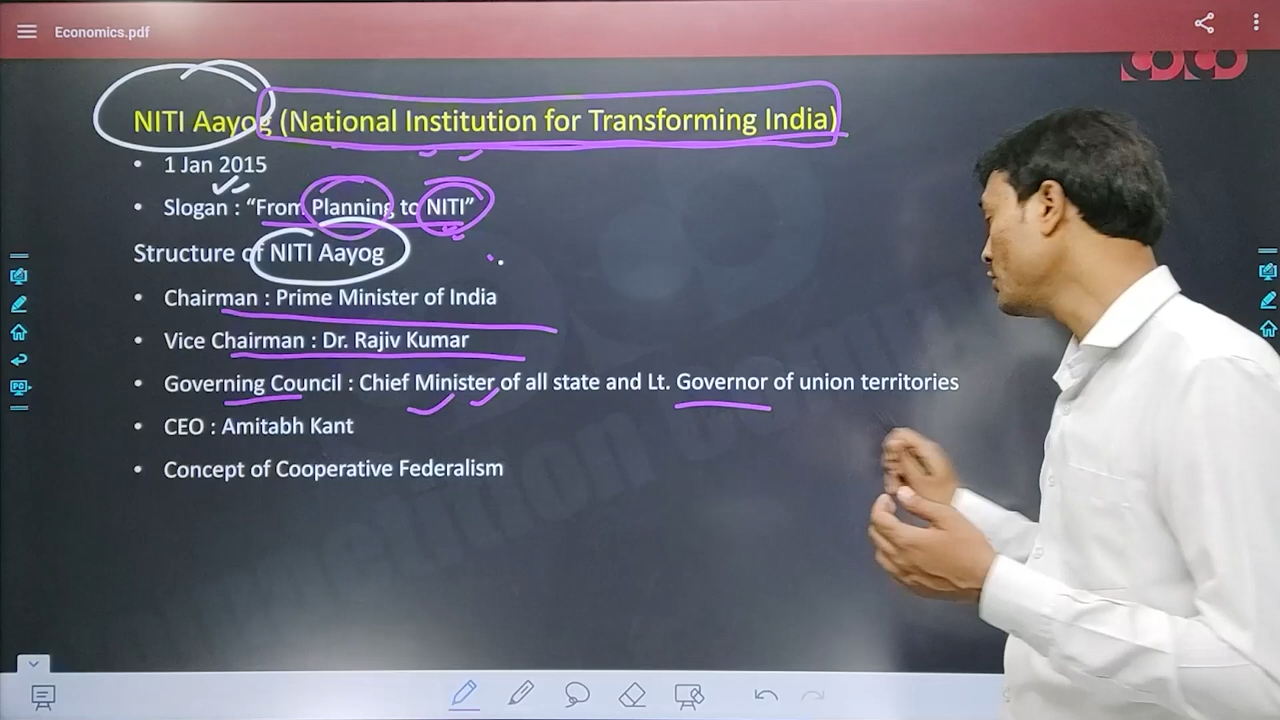 Economics.pdf
NITI Aayog (National Institution for Transforming India)
• 1 Jan 2015
• Slogan : “From Planning to NITI”
Structure of NITI Aayog
• Chairman : Prime Minister of India
• Vice Chairman : Dr. Rajiv Kumar
• Governing Council : Chief Minister of all state and Lt. Governor of union territories
• CEO : Amitabh Kant
• Concept of Cooperative Federalism